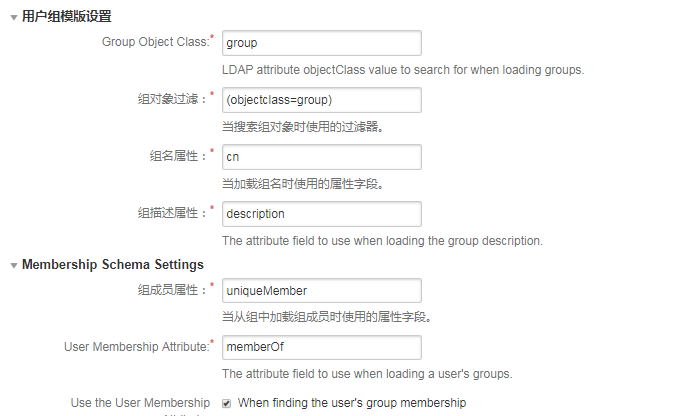 用户组模版设置
Group Object Class:*
group
LDAP attribute objectClass value to search for when loading groups.
组对象过滤：*
(objectclass=group)
当搜索组对象时使用的过滤器。
组名属性：*
cn
当加载组名时使用的属性字段。
组描述属性：*
description
The attribute field to use when loading the group description.
Membership Schema Settings
组成员属性：*
uniqueMember
当从组中加载组成员时使用的属性字段。
User Membership Attribute:*
memberOf
The attribute field to use when loading a user's groups.
Use the User Membership
When finding the user's group membership